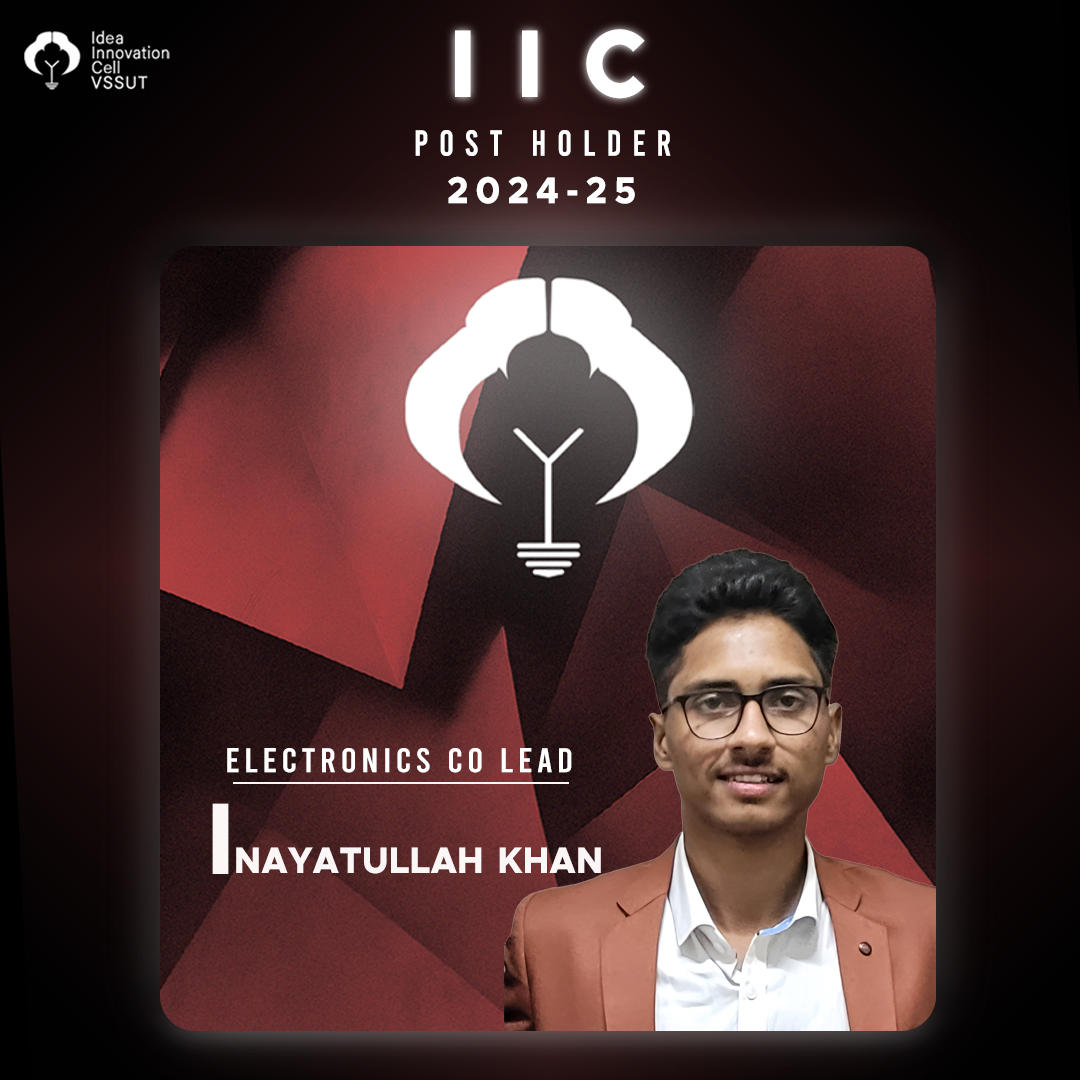 Idea
Innovation
Cell
VSSUT
IIC
POST HOLDER
2024-25
ELECTRONICS CO LEAD
INAYATULLAH KHAN